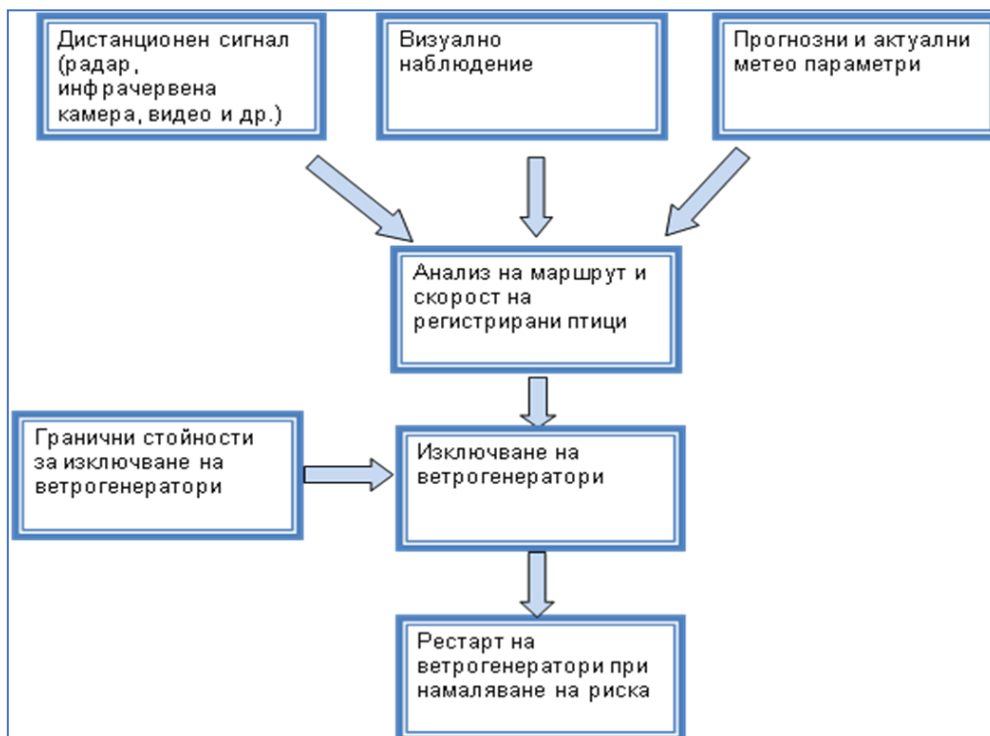 Дистанционен сигнал
(радар,
инфрачервена
камера, видео и др.)
Визуално
наблюдение
Прогнозни и актуални
метео параметри
Анализ на маршрут и
скорост на
регистрирани птици
Гранични стойности
за изключване на
ветрогенератори
Изключване на
ветрогенератори
Рестарт на
ветрогенератори при
намаляване на риска